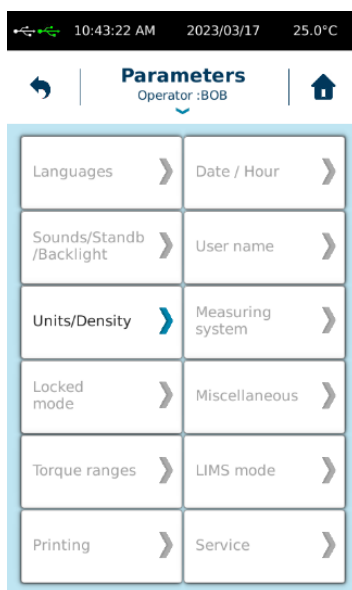 10:43:22 AM 2023/03/17 25.0°C
Parameters
Operator :BOB
Languages
Date / Hour
Sounds/Standb
/Backlight
User name
Units/Density
Measuring
system
Locked
mode
Miscellaneous
Torque ranges
LIMS mode
Printing
Service